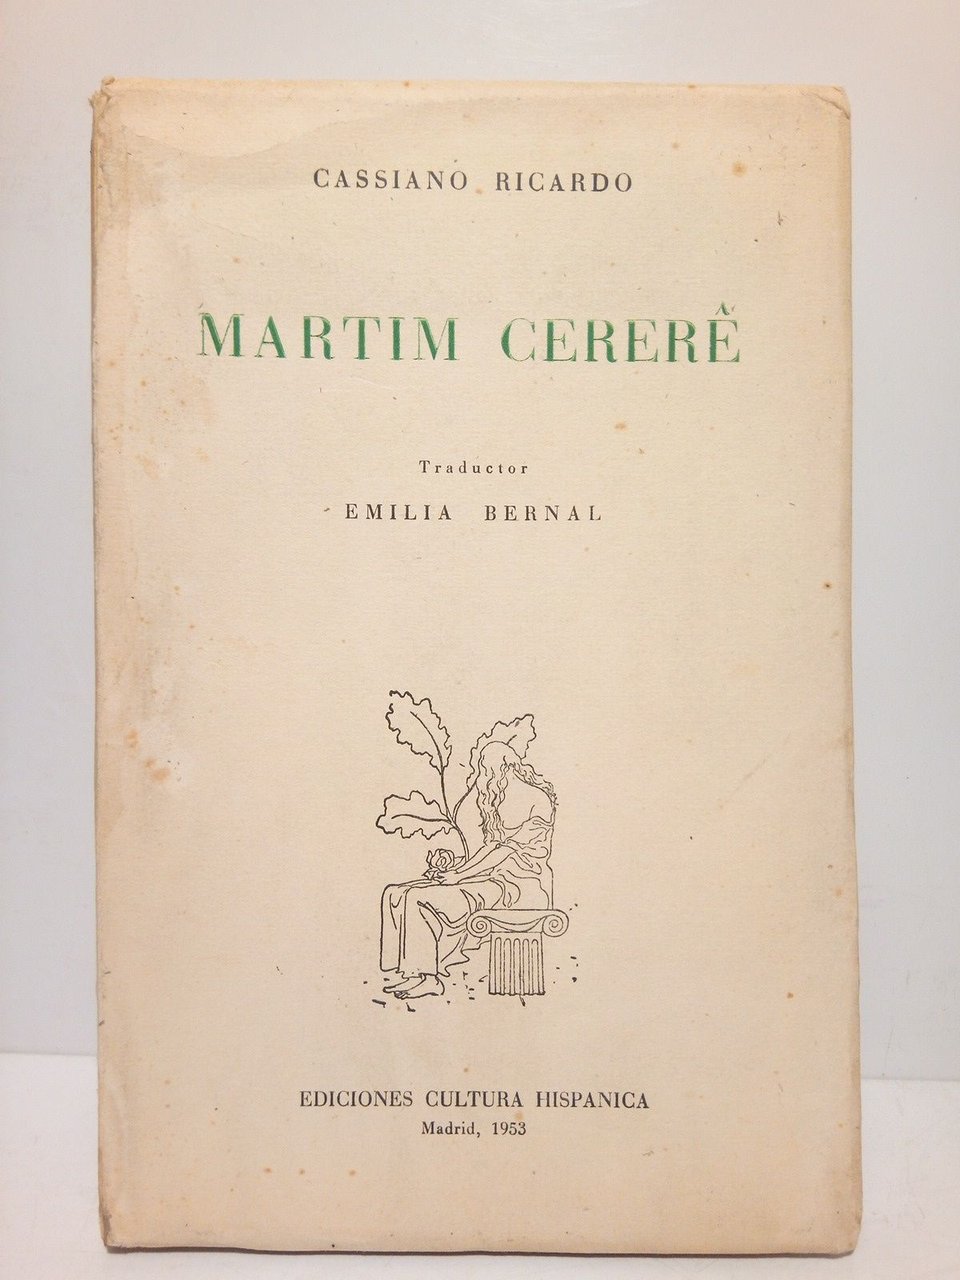 CASSIANO RICARDO
MARTIM CERERÊ
Traductor
EMILIA BERNAL
EDICIONES CULTURA HISPANICA
Madrid, 1953